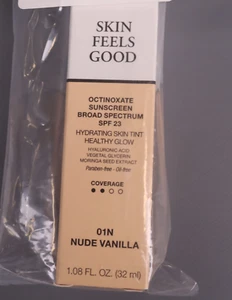 SKIN
FEELS
GOOD
OCTINOXATE
SUNSCREEN
BROAD SPECTRUM
SPF 23
HYDRATING SKIN TINT
HEALTHY GLOW
HYALURONIC ACID
VEGETAL GLYCERIN
MORINGA SEED EXTRACT
Paraben-free - Oil-free
COVERAGE
01N
NUDE VANILLA
1.08 FL. OZ. (32 ml)